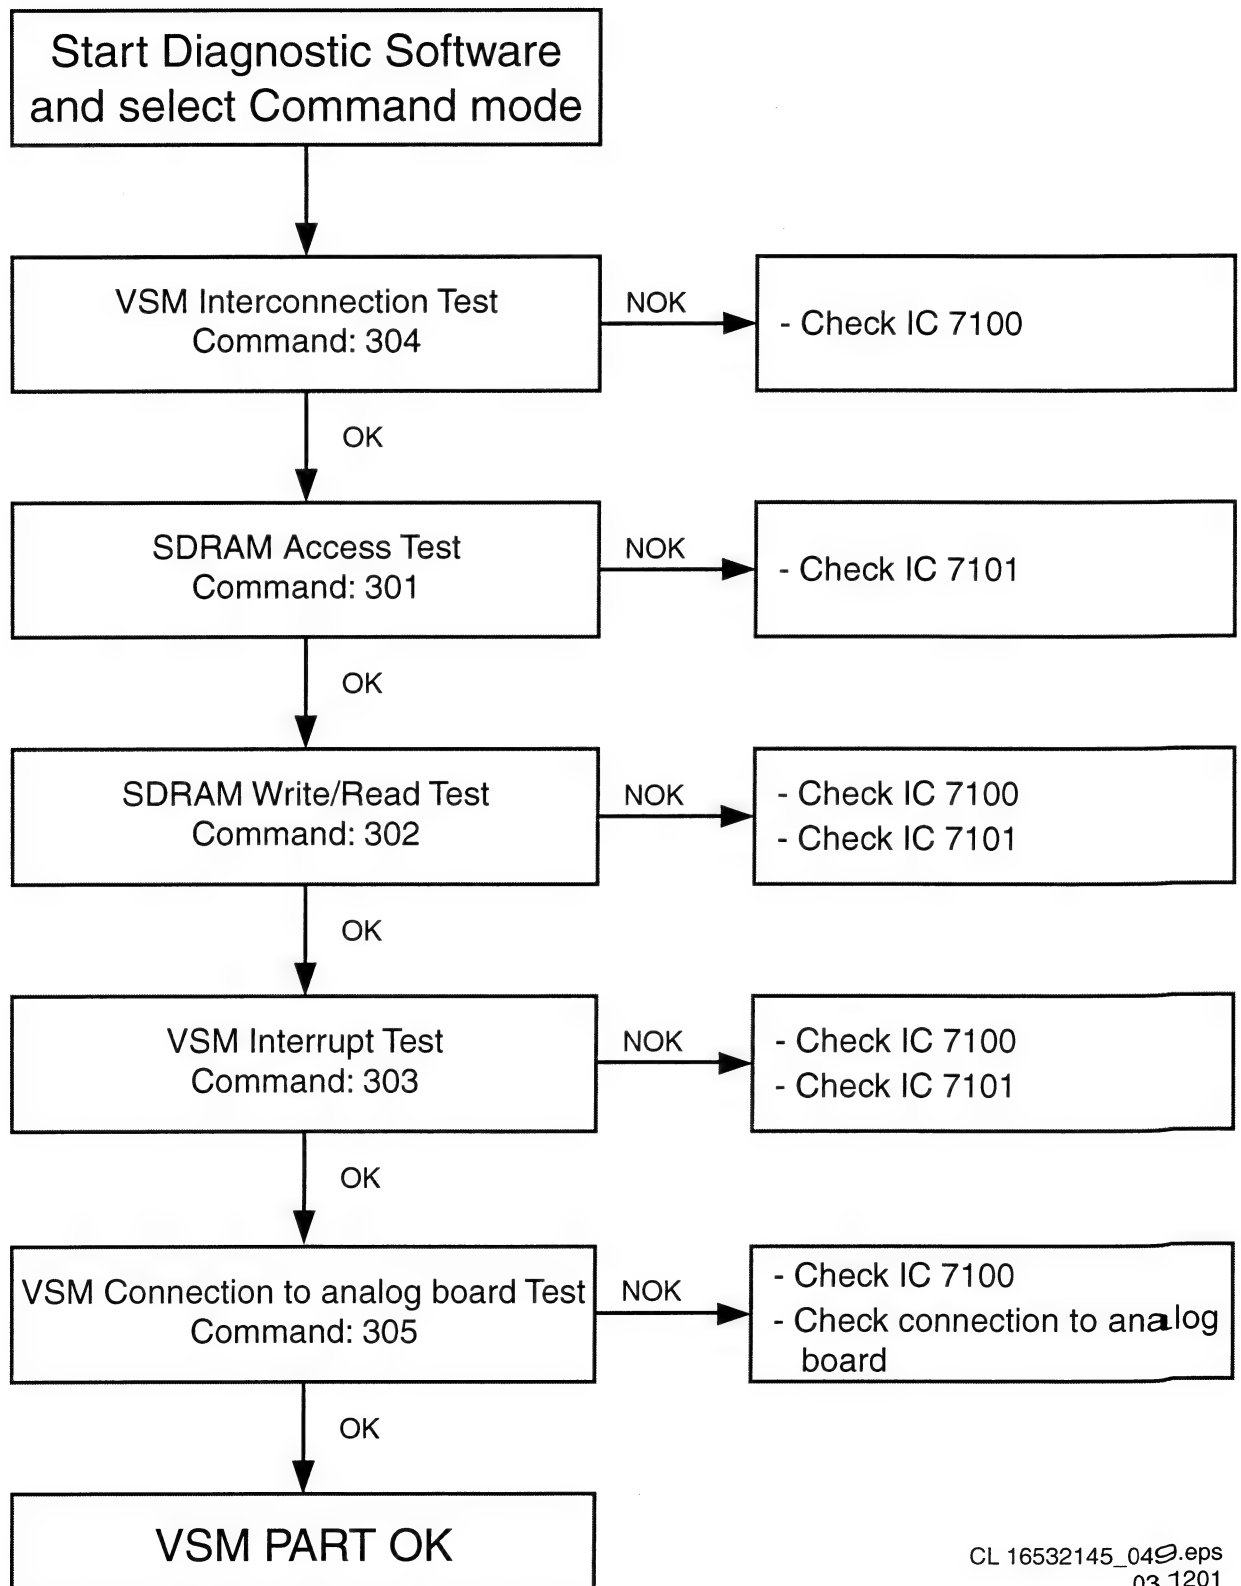 Start Diagnostic Software
and select Command mode
VSM Interconnection Test
Command: 304
NOK
- Check IC 7100
OK
SDRAM Access Test
Command: 301
NOK
- Check IC 7101
OK
SDRAM Write/Read Test
Command: 302
NOK
- Check IC 7100
- Check IC 7101
OK
VSM Interrupt Test
Command: 303
NOK
- Check IC 7100
- Check IC 7101
OK
VSM Connection to analog board Test
Command: 305
NOK
- Check IC 7100
- Check connection to analog
board
OK
VSM PART OK
CL 16532145_049.eps
03 1201